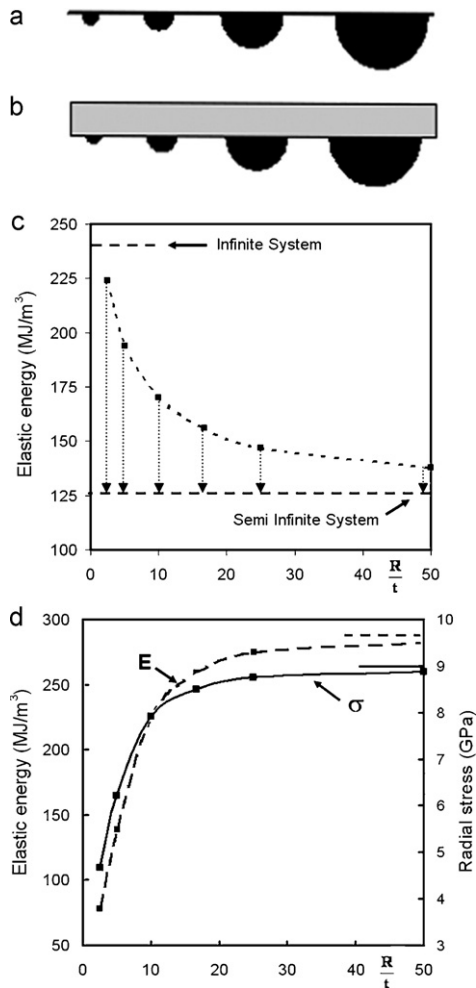 a
b
c
250
225
200
175
150
125
100
Elastic energy (MJ/m³)
Infinite System
Semi Infinite System
0
10
20
30
40
50
R
t
d
300
250
200
150
100
50
Elastic energy (MJ/m³)
10
9
8
7
6
5
4
3
Radial stress (GPa)
E
σ
0
10
20
30
40
50
R
t